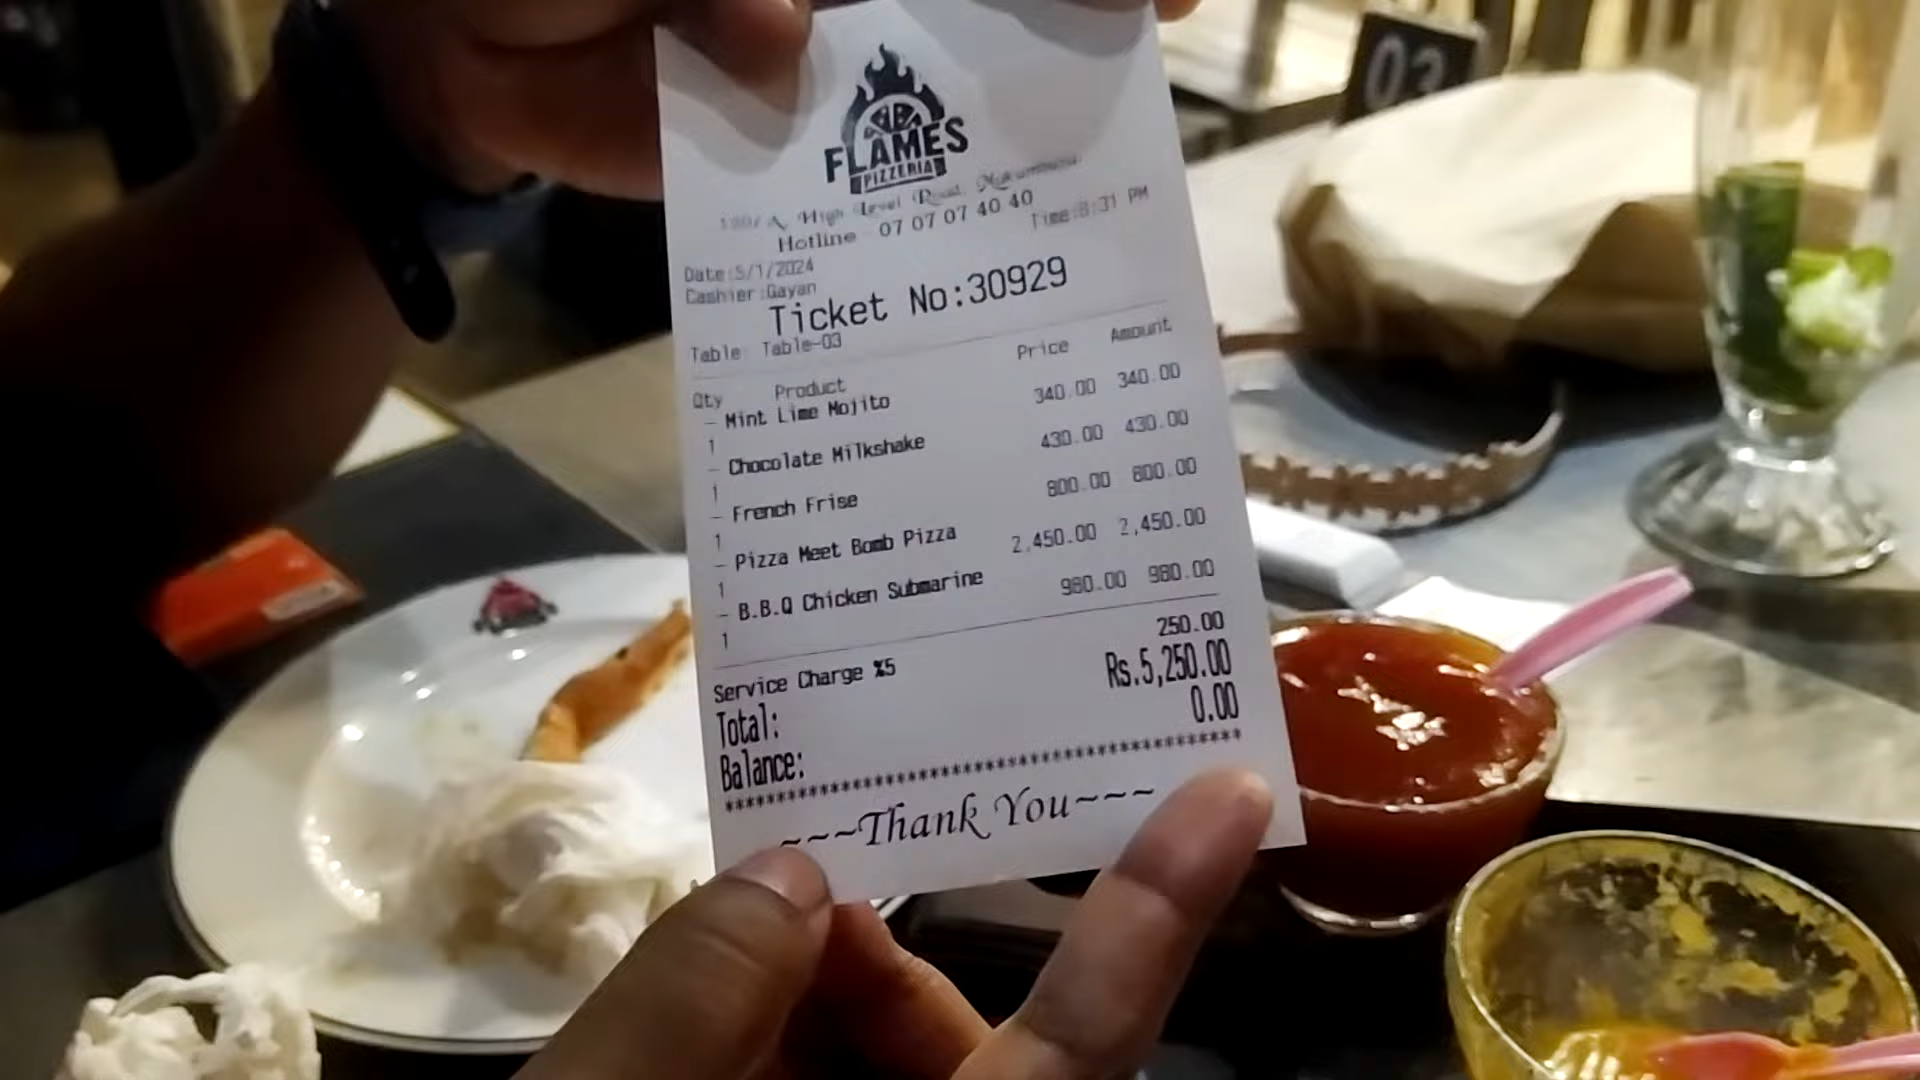 03
FLAMES
PIZZERIA
A, High Level Road,
Hotline 07 07 07 40 40
Date:5/1/2024 Time:8:31 PM
Cashier:Gayan
Ticket No:30929
Table: Table-03
Qty Product Price Amount
– Mint Lime Mojito
1 340.00 340.00
– Chocolate Milkshake
1 430.00 430.00
– French Frise
1 800.00 800.00
– Pizza Meet Bomb Pizza
1 2,450.00 2,450.00
– B.B.Q Chicken Submarine
1 980.00 980.00
Service Charge %5 250.00
Total: Rs.5,250.00
Balance: 0.00
~~~Thank You~~~